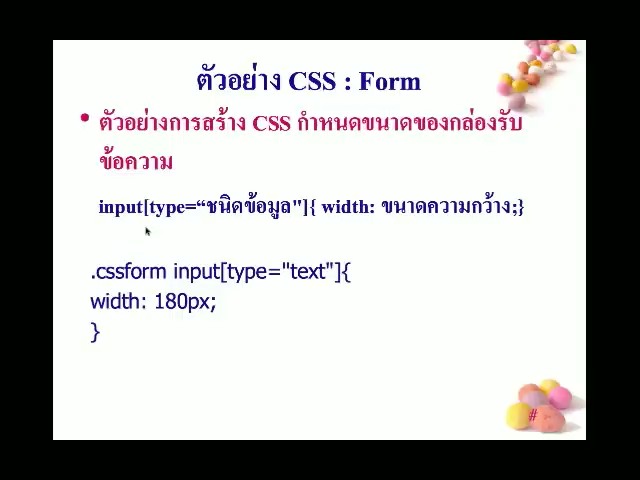 ตัวอย่าง CSS : Form
• ตัวอย่างการสร้าง CSS กำหนดขนาดของกล่องรับ
ข้อความ
input[type=“ชนิดข้อมูล"]{ width: ขนาดความกว้าง;}
.cssform input[type="text"]{
width: 180px;
}
#